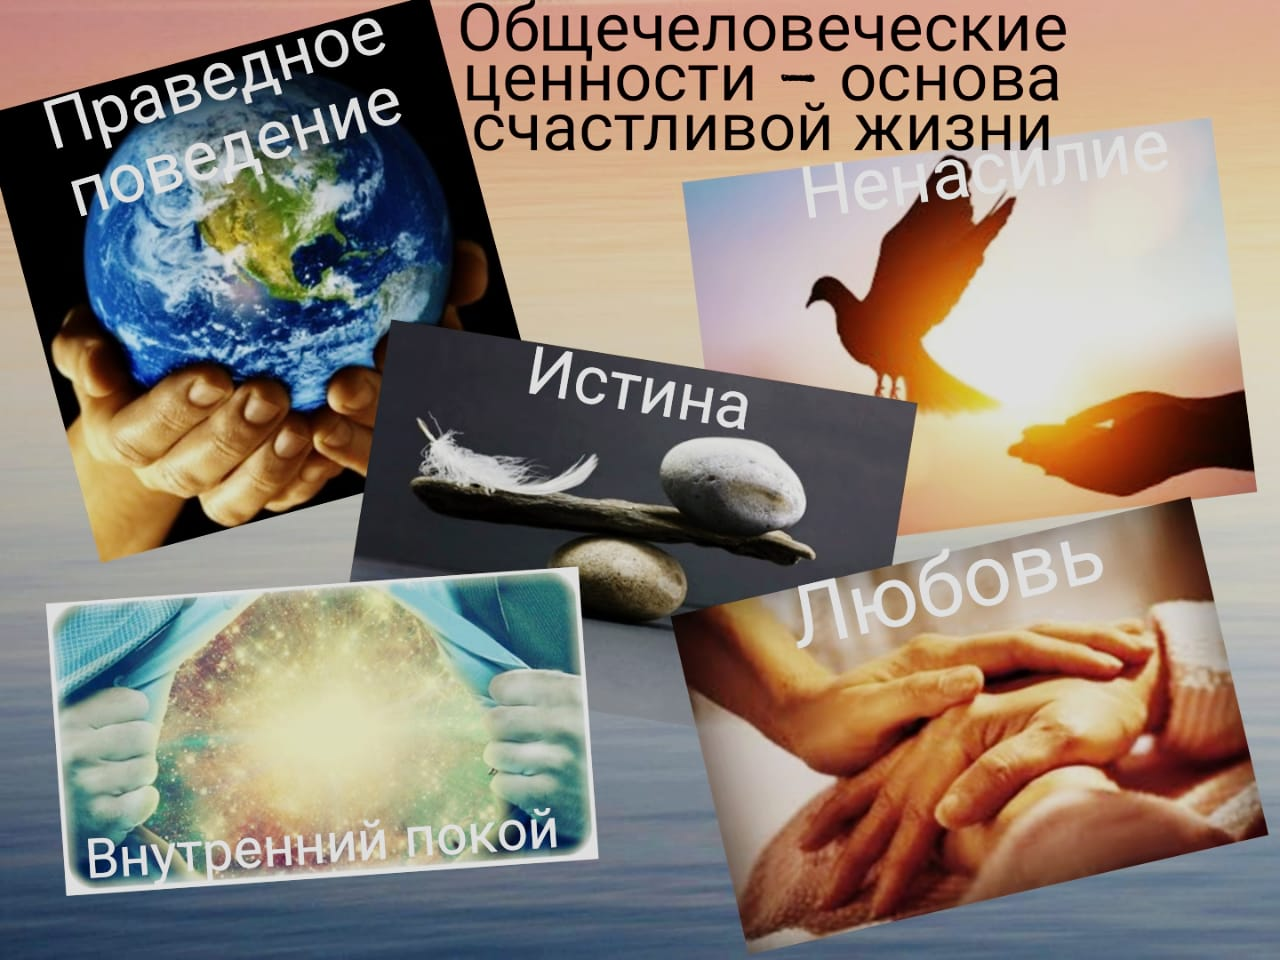 Общечеловеческие
ценности – основа
счастливой жизни
Праведное
поведение
Ненасилие
Истина
Любовь
Внутренний покой